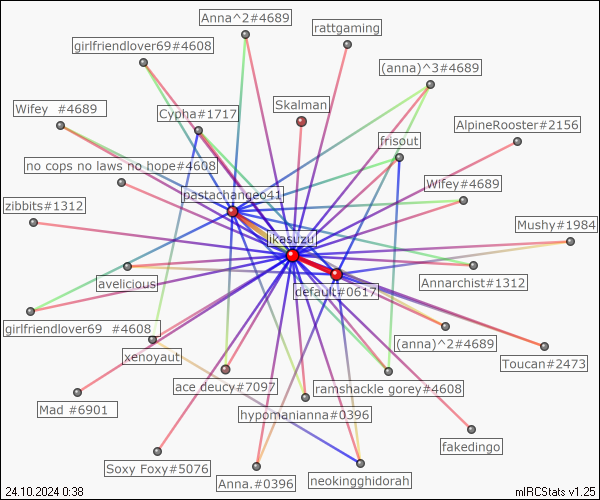 Anna^2#4689
rattgaming
girlfriendlover69#4608
(anna)^3#4689
Skalman
Wifey  #4689
Cypha#1717
AlpineRooster#2156
frisout
no cops no laws no hope#4608
pastachange641
Wifey#4689
zibbits#1312
Mushy#1984
ikasuzu
avelicious
Annarchist#1312
default#0617
girlfriendlover69  #4608
(anna)^2#4689
xenoyaut
Toucan#2473
ace deucy#7097
ramshackle gorey#4608
Mad #6901
hypomanianna#0396
fakedingo
Soxy Foxy#5076
Anna.#0396
neokingghidorah
24.10.2024 0:38
mIRCStats v1.25